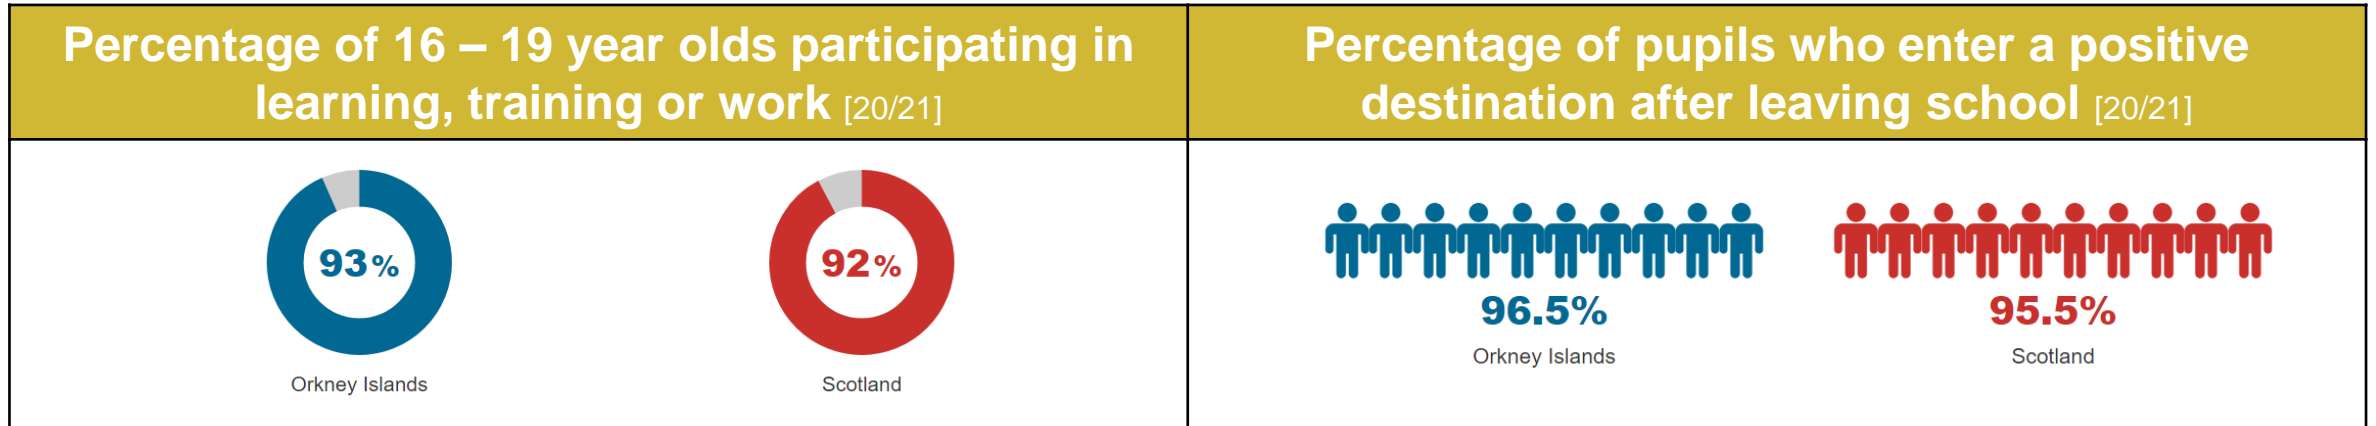 Percentage of 16 – 19 year olds participating in
learning, training or work [20/21]
93%
Orkney Islands
92%
Scotland
Percentage of pupils who enter a positive
destination after leaving school [20/21]
96.5%
Orkney Islands
95.5%
Scotland